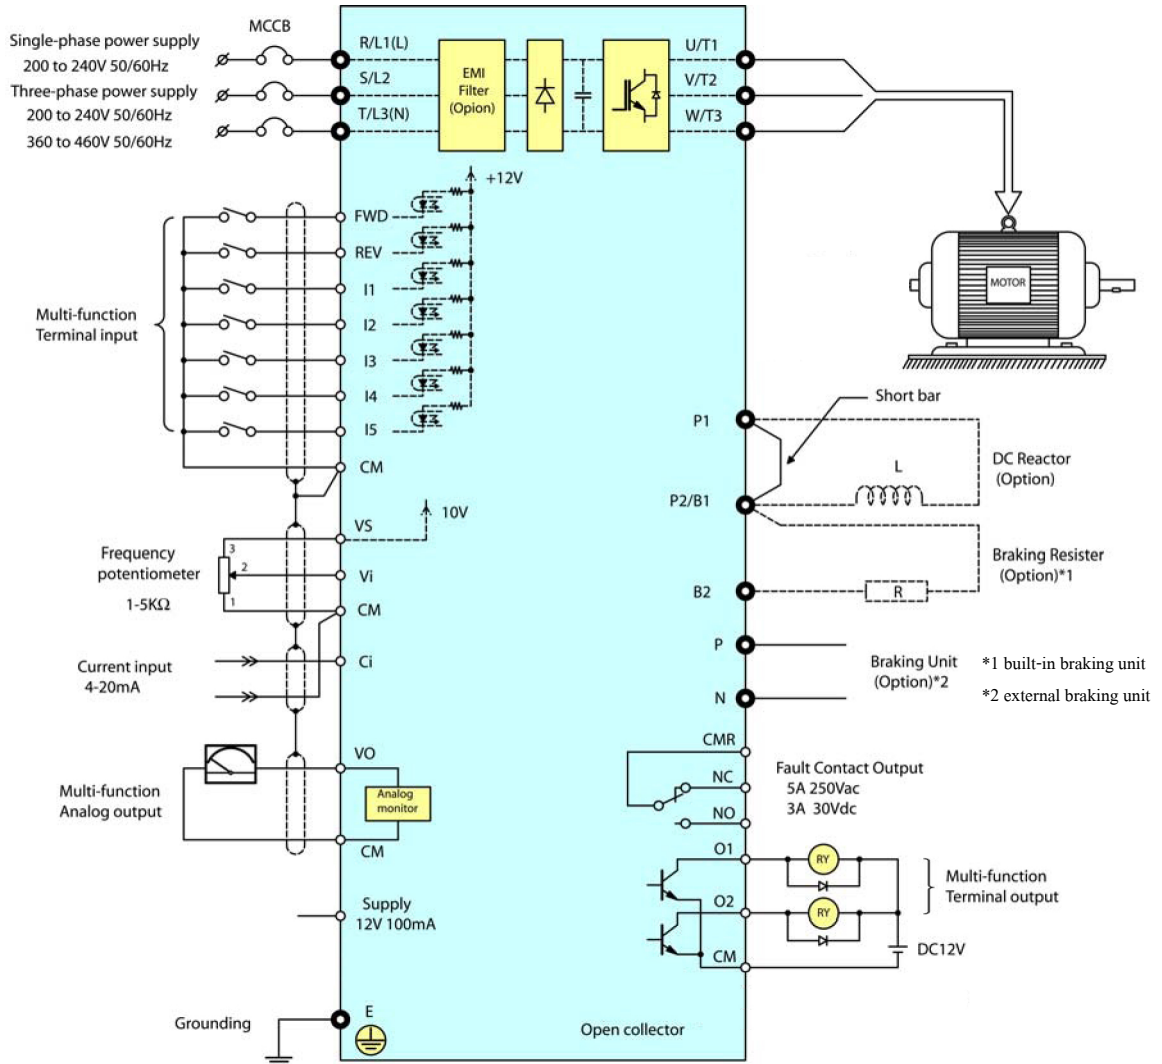 MCCB
Single-phase power supply
200 to 240V 50/60Hz
Three-phase power supply
200 to 240V 50/60Hz
360 to 460V 50/60Hz
R/L1(L)
S/L2
T/L3(N)
EMI
Filter
(Opion)
U/T1
V/T2
W/T3
+12V
FWD
REV
I1
I2
I3
I4
I5
CM
Multi-function
Terminal input
MOTOR
Short bar
P1
P2/B1
L
DC Reactor
(Option)
VS
10V
3
2
1
Vi
CM
Frequency
potentiometer
1-5KΩ
B2
R
Braking Resister
(Option)*1
P
N
Braking Unit
(Option)*2
*1 built-in braking unit
*2 external braking unit
Current input
4-20mA
Ci
VO
Analog
monitor
CM
Multi-function
Analog output
CMR
NC
NO
Fault Contact Output
5A 250Vac
3A 30Vdc
O1
O2
CM
RY
RY
Multi-function
Terminal output
DC12V
Supply
12V 100mA
E
Grounding
Open collector